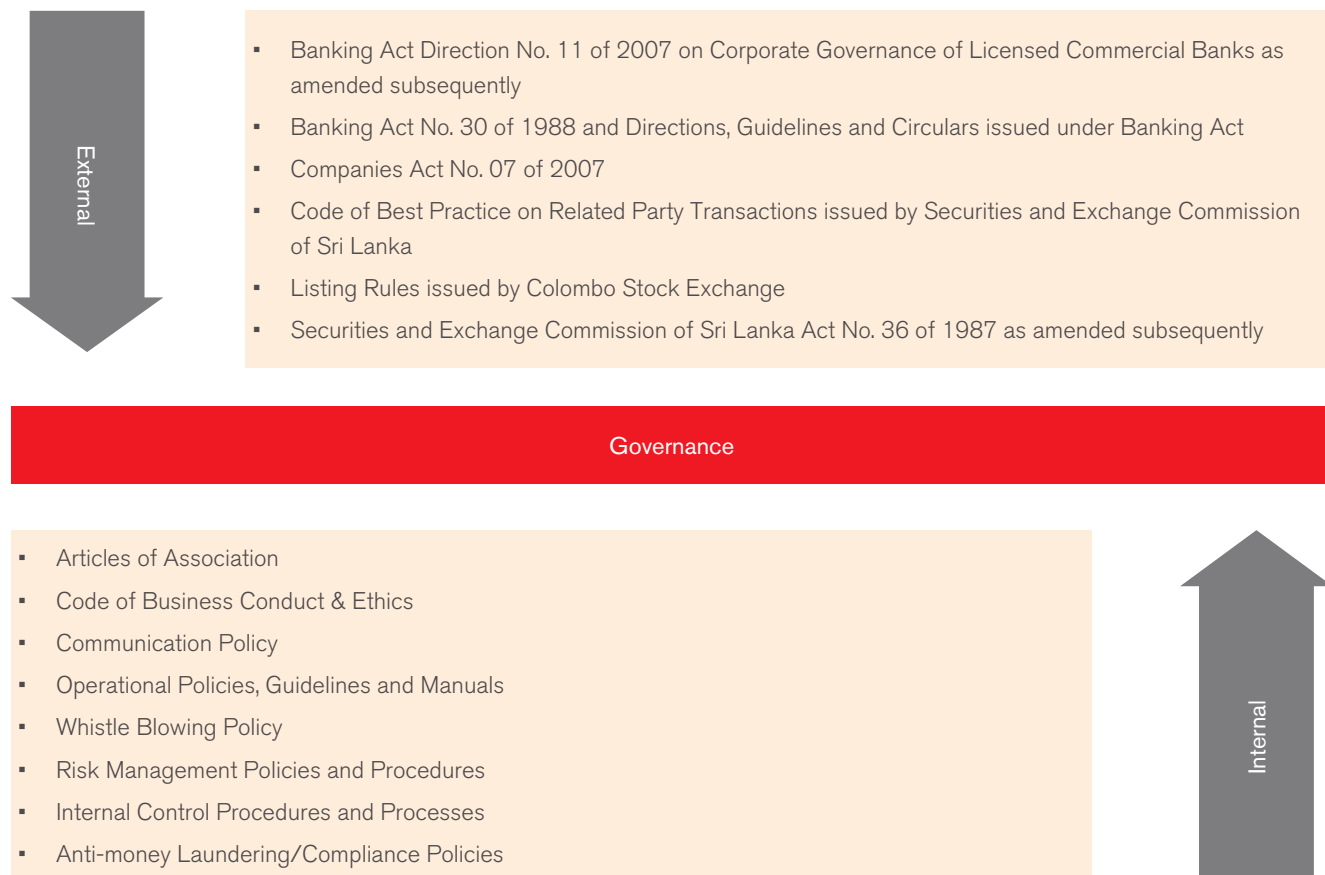 External
▪ Banking Act Direction No. 11 of 2007 on Corporate Governance of Licensed Commercial Banks as
amended subsequently
▪ Banking Act No. 30 of 1988 and Directions, Guidelines and Circulars issued under Banking Act
▪ Companies Act No. 07 of 2007
▪ Code of Best Practice on Related Party Transactions issued by Securities and Exchange Commission
of Sri Lanka
▪ Listing Rules issued by Colombo Stock Exchange
▪ Securities and Exchange Commission of Sri Lanka Act No. 36 of 1987 as amended subsequently
Governance
▪ Articles of Association
▪ Code of Business Conduct & Ethics
▪ Communication Policy
▪ Operational Policies, Guidelines and Manuals
▪ Whistle Blowing Policy
▪ Risk Management Policies and Procedures
▪ Internal Control Procedures and Processes
▪ Anti-money Laundering/Compliance Policies
Internal